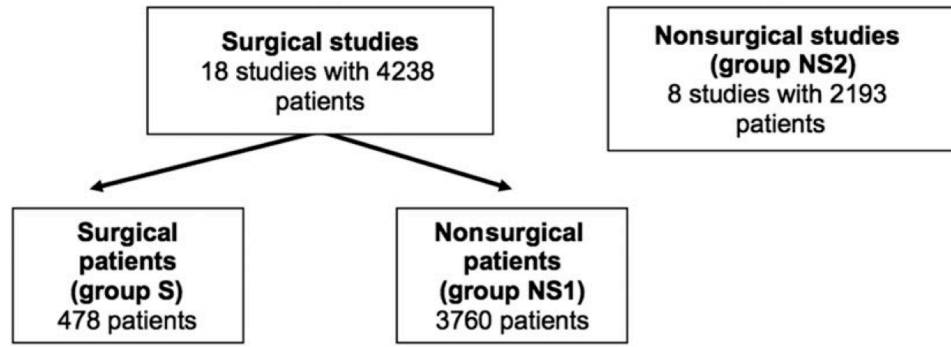 Surgical studies
18 studies with 4238
patients
Nonsurgical studies
(group NS2)
8 studies with 2193
patients
Surgical
patients
(group S)
478 patients
Nonsurgical
patients
(group NS1)
3760 patients